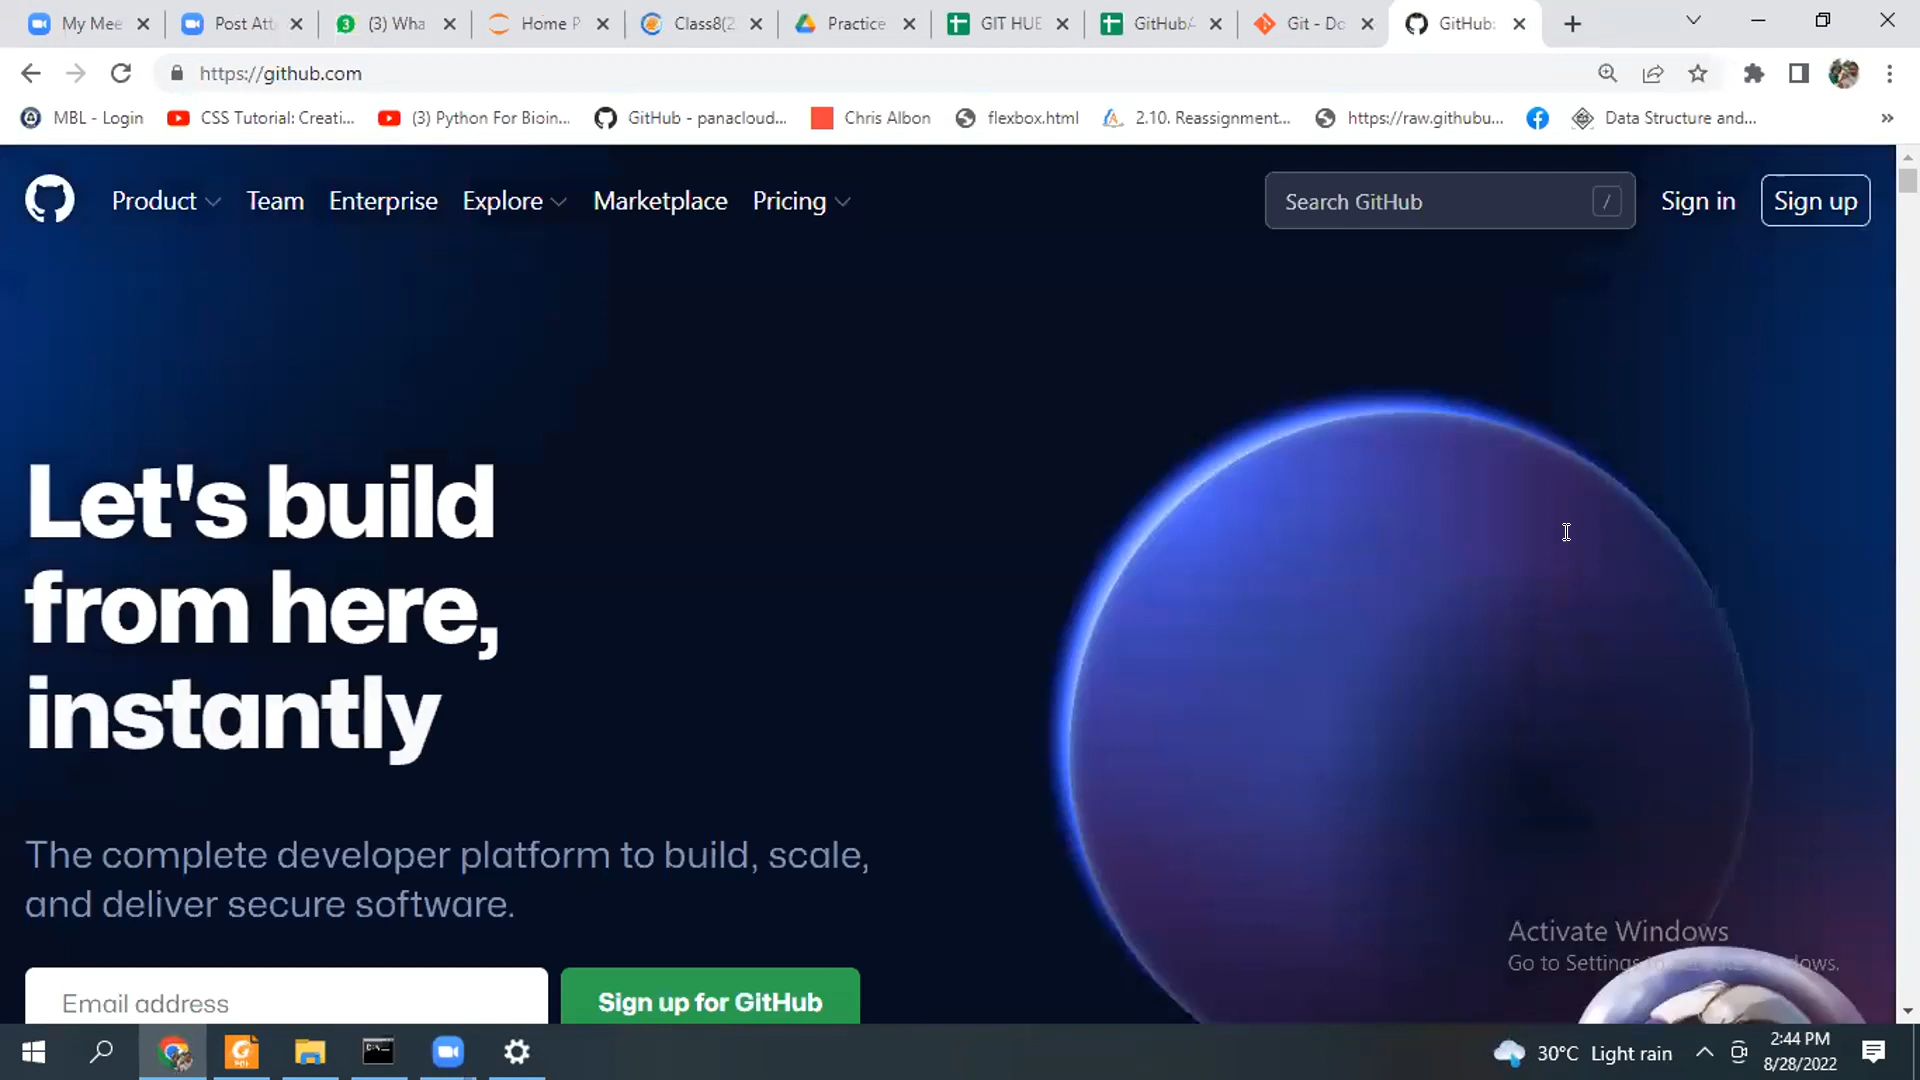 My Mee
Post Att
(3) Wha
Home P
Class8(2
Practice
GIT HUB
GitHub
Git - Do
GitHub:
https://github.com
MBL - Login
CSS Tutorial: Creati...
(3) Python For Bioin...
GitHub - panacloud...
Chris Albon
flexbox.html
2.10. Reassignment...
https://raw.githubu...
Data Structure and...
»
Product
Team
Enterprise
Explore
Marketplace
Pricing
Search GitHub
/
Sign in
Sign up
Let's build
from here,
instantly
The complete developer platform to build, scale,
and deliver secure software.
Activate Windows
Go to Settings
Email address
Sign up for GitHub
30°C Light rain
2:44 PM
8/28/2022